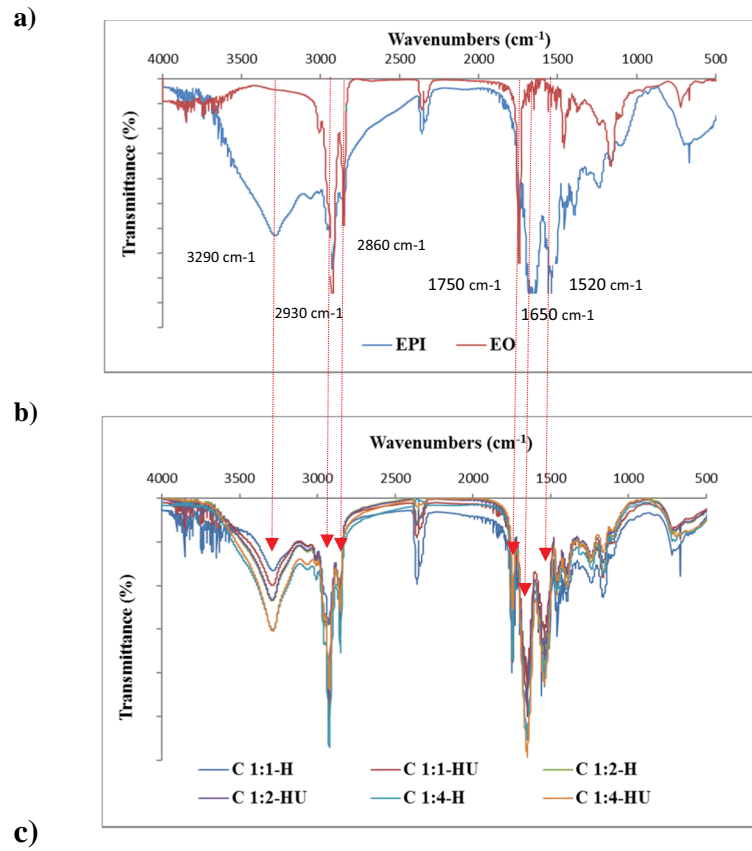 a)
Wavenumbers (cm-1)
4000 3500 3000 2500 2000 1500 1000 500
Transmittance (%)
3290 cm-1
2860 cm-1
1750 cm-1
1520 cm-1
2930 cm-1
1650 cm-1
EPI EO
b)
Wavenumbers (cm-1)
4000 3500 3000 2500 2000 1500 1000 500
Transmittance (%)
C 1:1-H C 1:1-HU C 1:2-H
C 1:2-HU C 1:4-H C 1:4-HU
c)